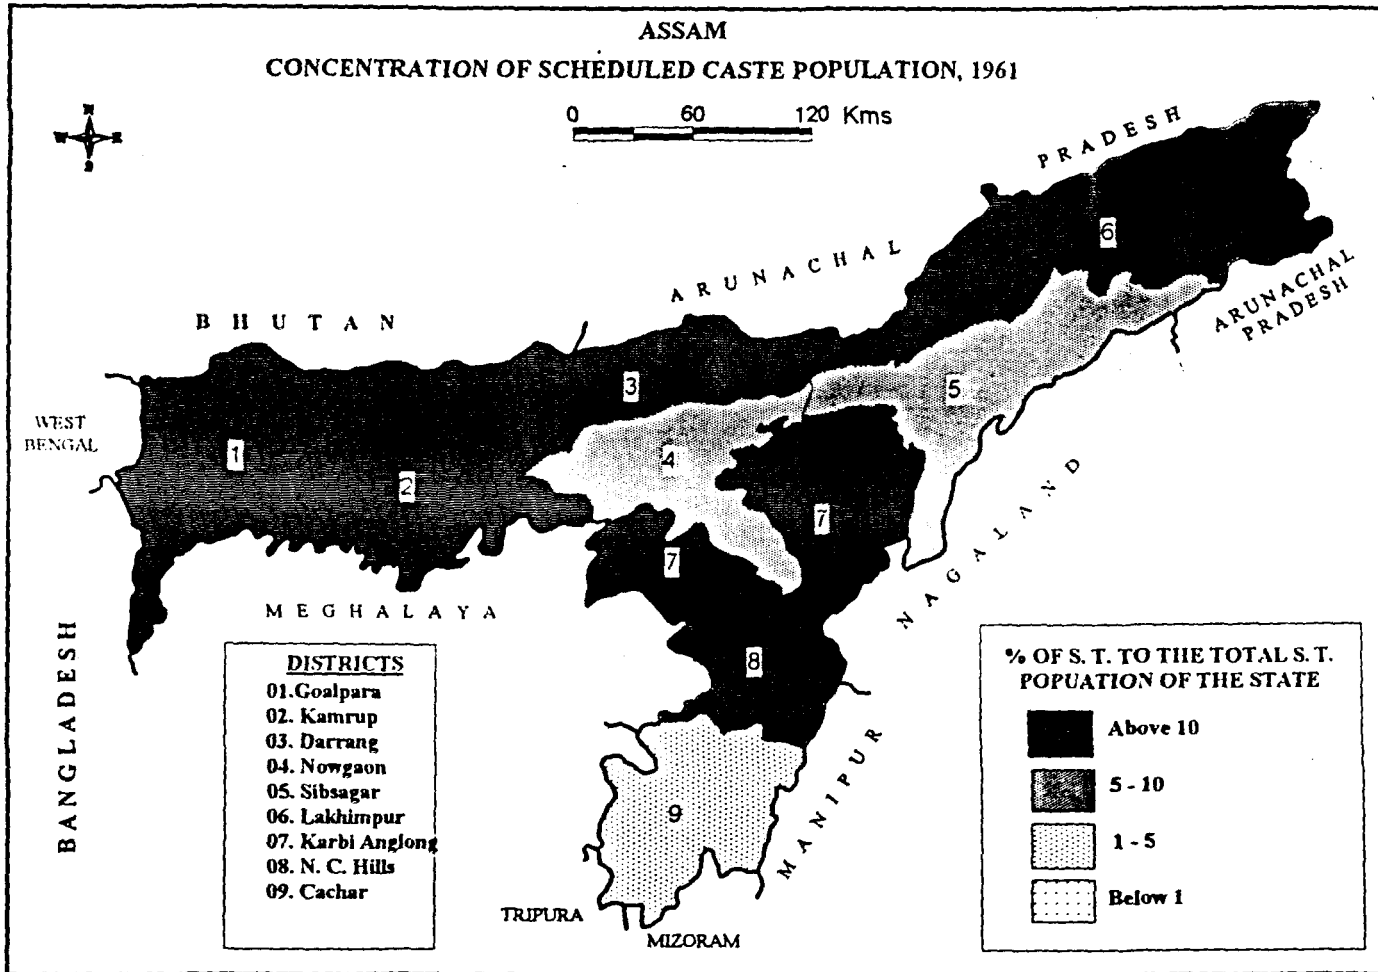 ASSAM
CONCENTRATION OF SCHEDULED CASTE POPULATION, 1961
N
W E
S
0 60 120 Kms
PRADESH
ARUNACHAL
BHUTAN
ARUNACHAL
PRADESH
WEST
BENGAL
1
2
3
4
5
6
7
7
8
9
NAGALAND
MEGHALAYA
BANGLADESH
MANIPUR
TRIPURA
MIZORAM
DISTRICTS
01.Goalpara
02. Kamrup
03. Darrang
04. Nowgaon
05. Sibsagar
06. Lakhimpur
07. Karbi Anglong
08. N. C. Hills
09. Cachar
% OF S. T. TO THE TOTAL S. T.
POPUATION OF THE STATE
Above 10
5 - 10
1 - 5
Below 1